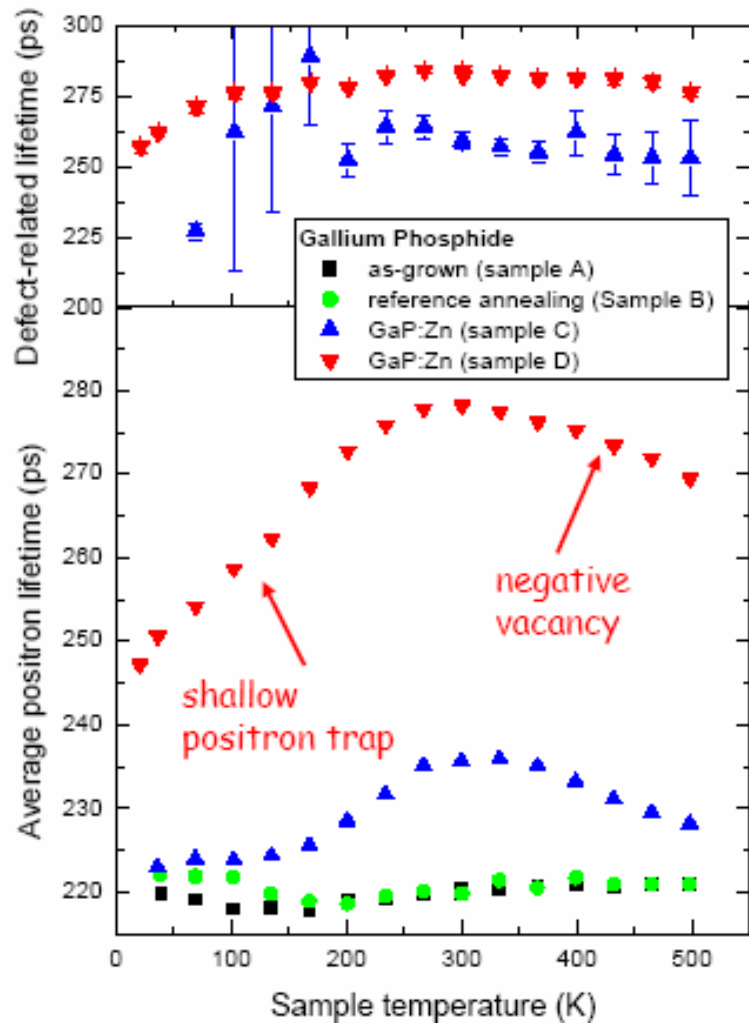 Defect-related lifetime (ps)
300
275
250
225
200
Gallium Phosphide
as-grown (sample A)
reference annealing (Sample B)
GaP:Zn (sample C)
GaP:Zn (sample D)
Average positron lifetime (ps)
280
270
260
250
240
230
220
negative
vacancy
shallow
positron trap
0 100 200 300 400 500
Sample temperature (K)